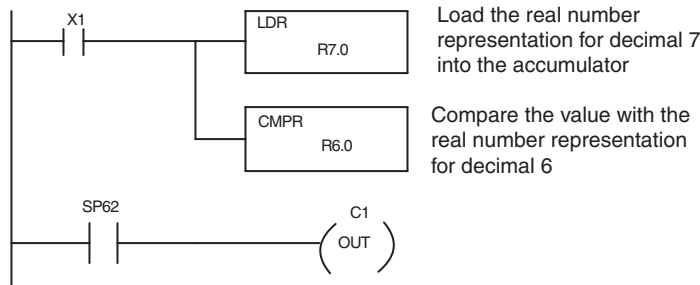 X1
LDR
R7.0
Load the real number
representation for decimal 7
into the accumulator
CMPR
R6.0
Compare the value with the
real number representation
for decimal 6
SP62
C1
OUT